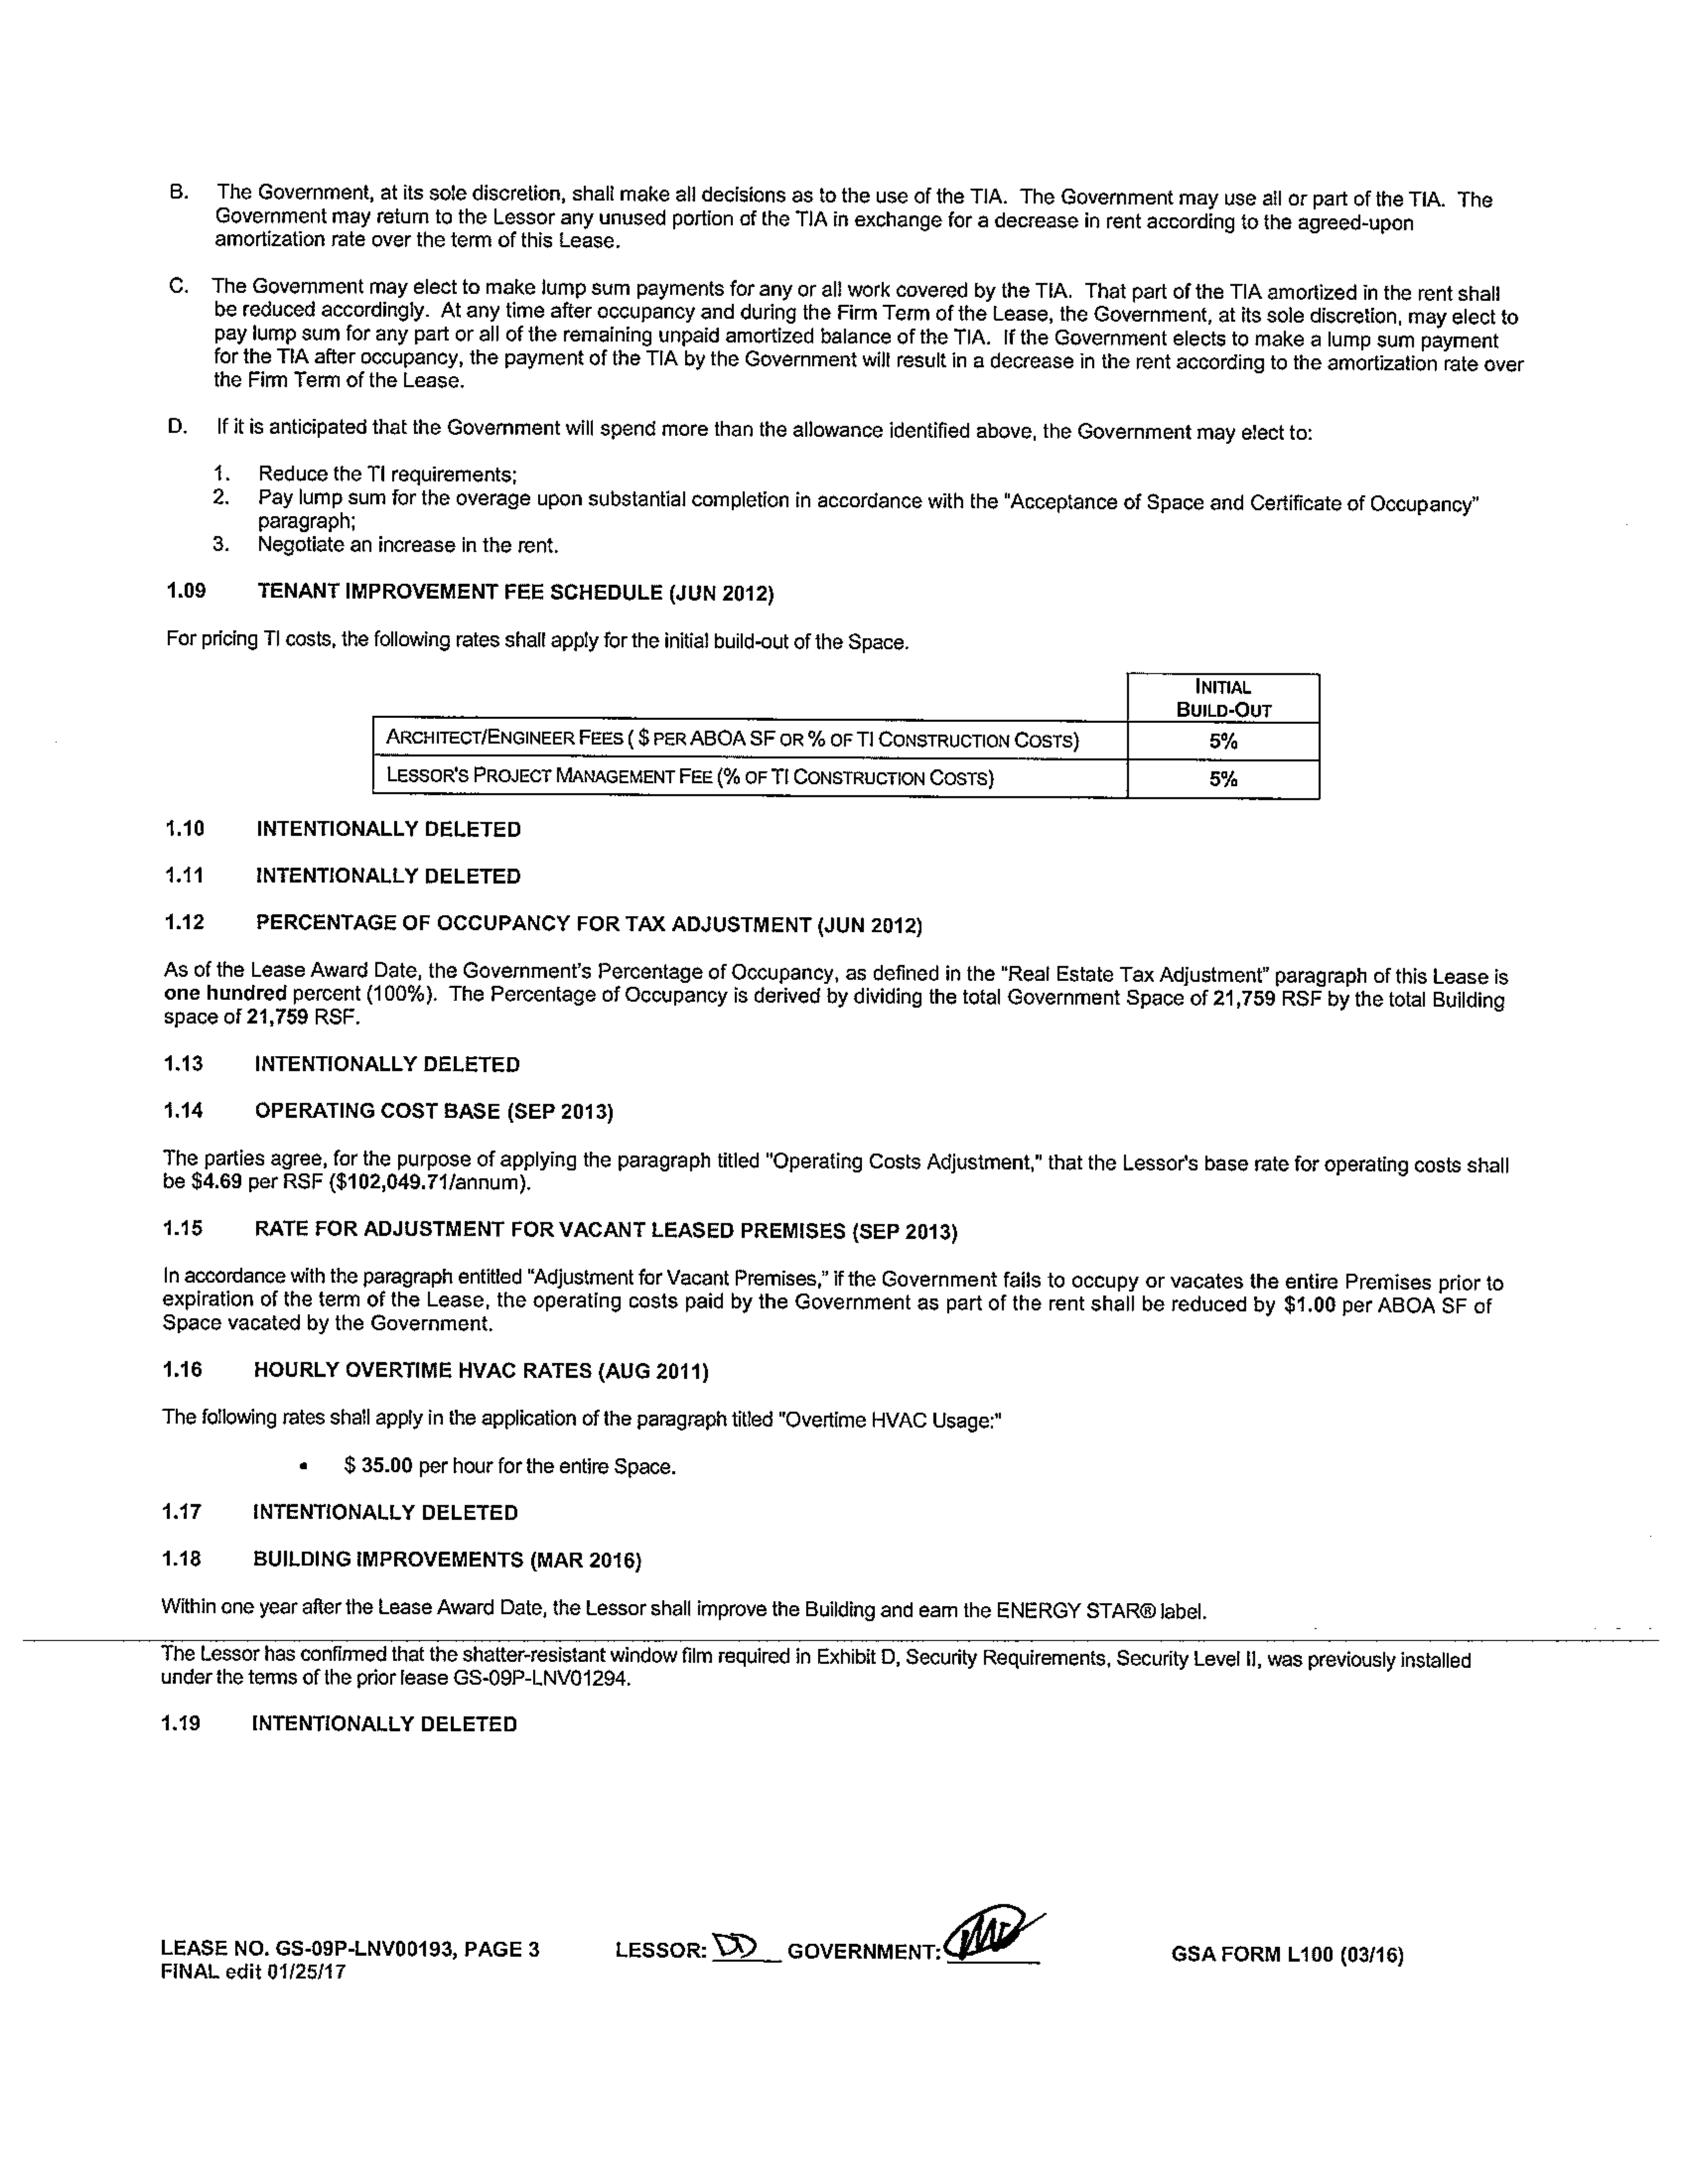 B. The Government, at its sole discretion, shall make all decisions as to the use of the TIA. The Government may use all or part of the TIA. The
Government may return to the Lessor any unused portion of the TIA in exchange for a decrease in rent according to the agreed-upon
amortization rate over the term of this Lease.
C. The Government may elect to make lump sum payments for any or all work covered by the TIA. That part of the TIA amortized in the rent shall
be reduced accordingly. At any time after occupancy and during the Firm Term of the Lease, the Government, at its sole discretion, may elect to
pay lump sum for any part or all of the remaining unpaid amortized balance of the TIA. If the Government elects to make a lump sum payment
for the TIA after occupancy, the payment of the TIA by the Government will result in a decrease in the rent according to the amortization rate over
the Firm Term of the Lease.
D. If it is anticipated that the Government will spend more than the allowance identified above, the Government may elect to:
1. Reduce the TI requirements;
2. Pay lump sum for the overage upon substantial completion in accordance with the "Acceptance of Space and Certificate of Occupancy"
paragraph;
3. Negotiate an increase in the rent.
1.09 TENANT IMPROVEMENT FEE SCHEDULE (JUN 2012)
For pricing TI costs, the following rates shall apply for the initial build-out of the Space.
INITIAL
BUILD-OUT
ARCHITECT/ENGINEER FEES ( $ PER ABOA SF OR % OF TI CONSTRUCTION COSTS) 5%
LESSOR'S PROJECT MANAGEMENT FEE (% OF TI CONSTRUCTION COSTS) 5%
1.10 INTENTIONALLY DELETED
1.11 INTENTIONALLY DELETED
1.12 PERCENTAGE OF OCCUPANCY FOR TAX ADJUSTMENT (JUN 2012)
As of the Lease Award Date, the Government's Percentage of Occupancy, as defined in the "Real Estate Tax Adjustment" paragraph of this Lease is
one hundred percent (100%). The Percentage of Occupancy is derived by dividing the total Government Space of 21,759 RSF by the total Building
space of 21,759 RSF.
1.13 INTENTIONALLY DELETED
1.14 OPERATING COST BASE (SEP 2013)
The parties agree, for the purpose of applying the paragraph titled "Operating Costs Adjustment," that the Lessor's base rate for operating costs shall
be $4.69 per RSF ($102,049.71/annum).
1.15 RATE FOR ADJUSTMENT FOR VACANT LEASED PREMISES (SEP 2013)
In accordance with the paragraph entitled "Adjustment for Vacant Premises," if the Government fails to occupy or vacates the entire Premises prior to
expiration of the term of the Lease, the operating costs paid by the Government as part of the rent shall be reduced by $1.00 per ABOA SF of
Space vacated by the Government.
1.16 HOURLY OVERTIME HVAC RATES (AUG 2011)
The following rates shall apply in the application of the paragraph titled "Overtime HVAC Usage:"
• $ 35.00 per hour for the entire Space.
1.17 INTENTIONALLY DELETED
1.18 BUILDING IMPROVEMENTS (MAR 2016)
Within one year after the Lease Award Date, the Lessor shall improve the Building and earn the ENERGY STAR® label.
The Lessor has confirmed that the shatter-resistant window film required in Exhibit D, Security Requirements, Security Level II, was previously installed
under the terms of the prior lease GS-09P-LNV01294.
1.19 INTENTIONALLY DELETED
LEASE NO. GS-09P-LNV00193, PAGE 3 LESSOR: DD GOVERNMENT: GSA FORM L100 (03/16)
FINAL edit 01/25/17